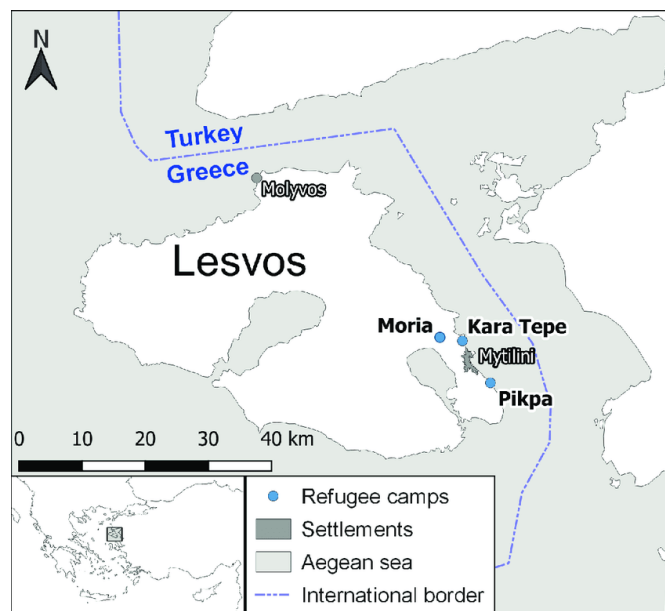 N
Turkey
Greece
Molyvos
Lesvos
Moria
Kara Tepe
Mytilini
Pikpa
0 10 20 30 40 km
Refugee camps
Settlements
Aegean sea
International border